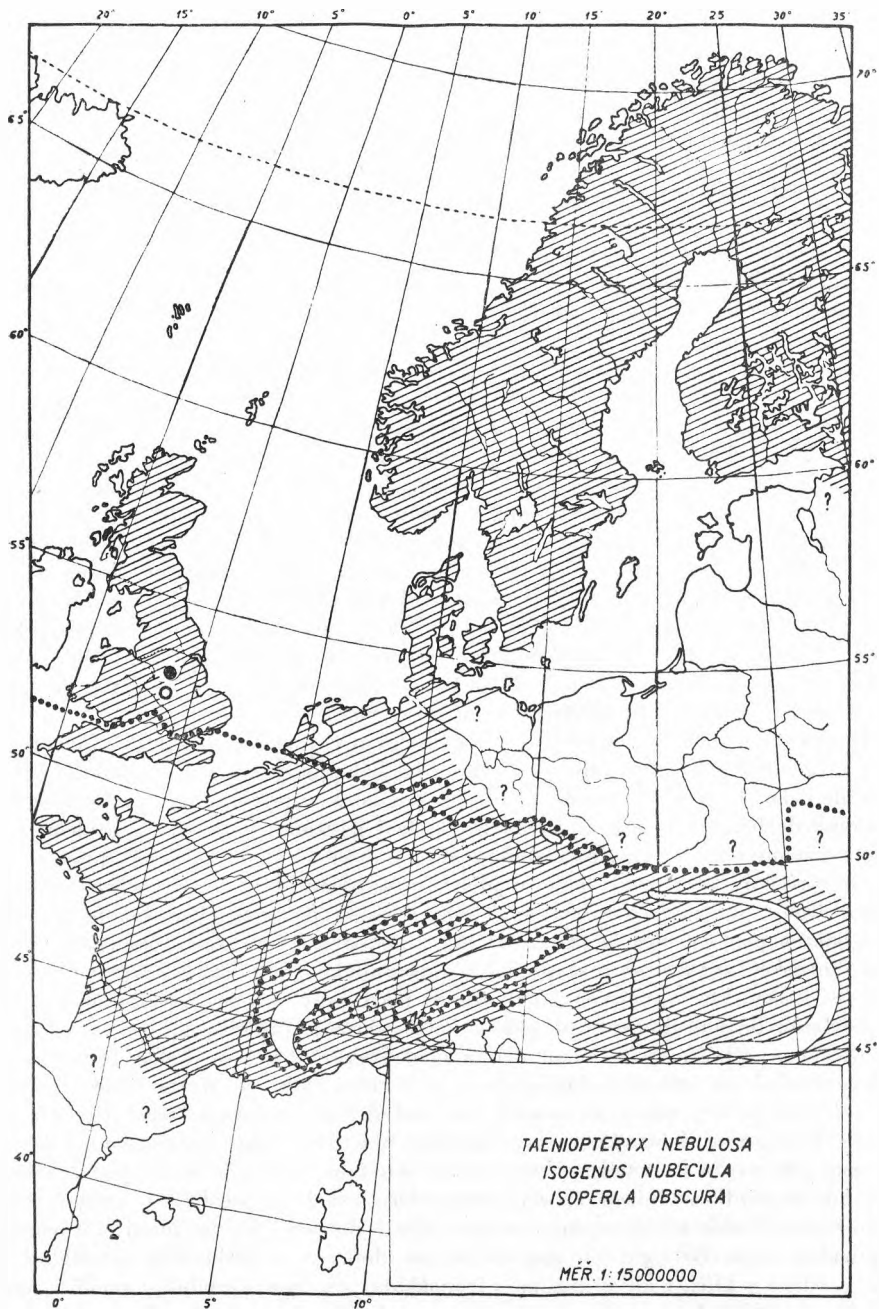 20° 15° 10° 5° 0° 5° 10° 15° 20° 25° 30° 35°
70°
65°
65°
60°
60°
?
55°
55°
?
50°
?
? ? ?
50°
45°
45°
?
?
40°
TAENIOPTERYX NEBULOSA
ISOGENUS NUBECULA
ISOPERLA OBSCURA
MĚŘ. 1:15000000
0° 5° 10°